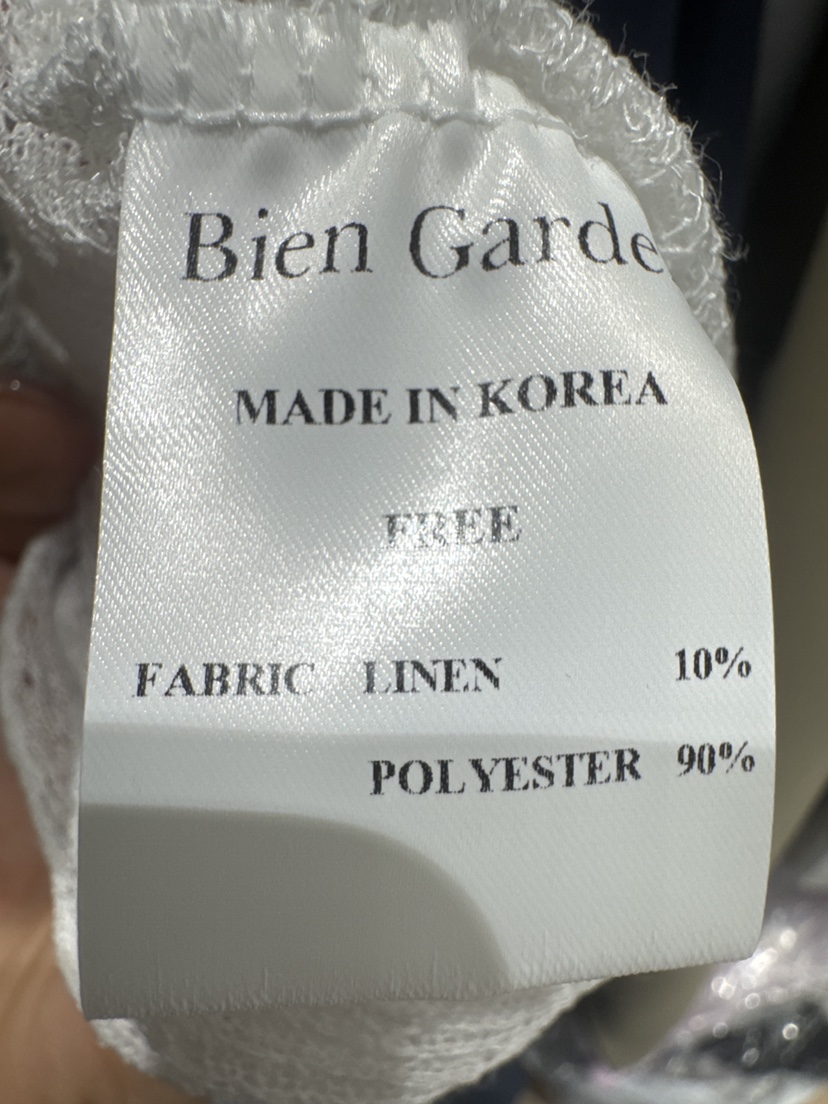 Bien Garde
MADE IN KOREA
FREE
FABRIC LINEN 10%
POLYESTER 90%